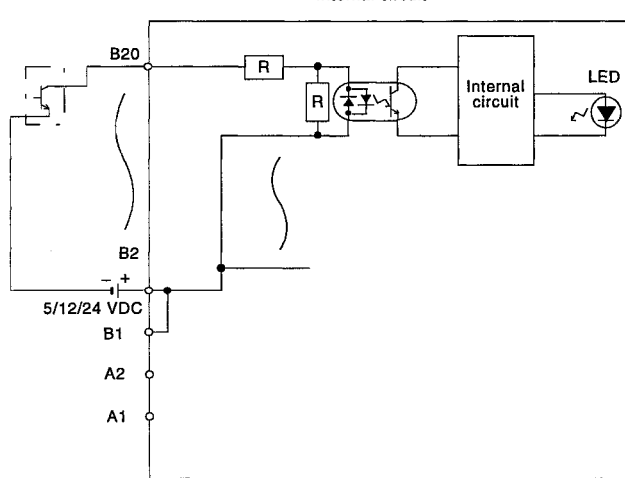 B20
R
R
Internal
circuit
LED
B2
– +
5/12/24 VDC
B1
A2
A1